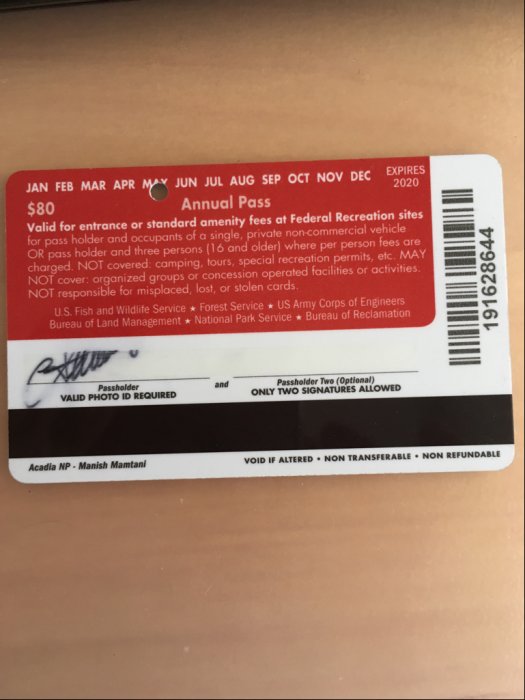 JAN FEB MAR APR MAY JUN JUL AUG SEP OCT NOV DEC
EXPIRES
2020
$80
Annual Pass
Valid for entrance or standard amenity fees at Federal Recreation sites
for pass holder and occupants of a single, private non-commercial vehicle
OR pass holder and three persons (16 and older) where per person fees are
charged. NOT covered: camping, tours, special recreation permits, etc. MAY
NOT cover: organized groups or concession operated facilities or activities.
NOT responsible for misplaced, lost, or stolen cards.
U.S. Fish and Wildlife Service ★ Forest Service ★ US Army Corps of Engineers
Bureau of Land Management ★ National Park Service ★ Bureau of Reclamation
191628644
Passholder
VALID PHOTO ID REQUIRED
and
Passholder Two (Optional)
ONLY TWO SIGNATURES ALLOWED
Acadia NP - Manish Mamtani
VOID IF ALTERED • NON TRANSFERABLE • NON REFUNDABLE